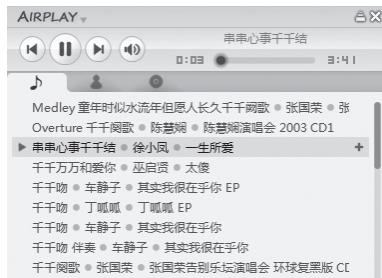 AIRPLAY
串串心事千千结
0:03 3:41
Medley 童年时似水流年但愿人长久千千阙歌 ● 张国荣 ● 张
Overture 千千阕歌 ● 陈慧娴 ● 陈慧娴演唱会 2003 CD1
串串心事千千结 ● 徐小凤 ● 一生所爱 +
千千万万和爱你 ● 巫启贤 ● 太傻
千千吻 ● 车静子 ● 其实我很在乎你 EP
千千吻 ● 丁呱呱 ● 丁呱呱 EP
千千吻 ● 车静子 ● 其实我很在乎你
千千吻 伴奏 ● 车静子 ● 其实我很在乎你
千千阕歌 ● 张国荣 ● 张国荣告别乐坛演唱会 环球复黑版 CD